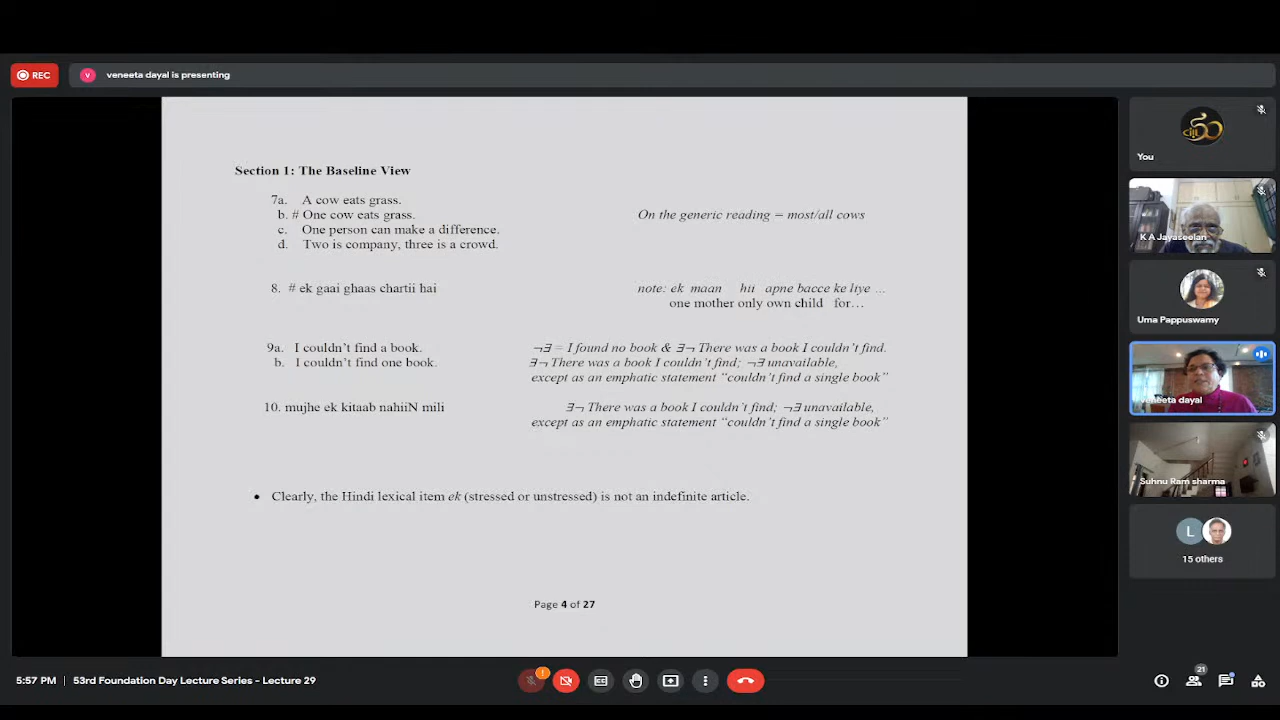 REC
v
veneeta dayal is presenting
Section 1: The Baseline View
7a. A cow eats grass.
b. # One cow eats grass. On the generic reading = most/all cows
c. One person can make a difference.
d. Two is company, three is a crowd.
8. # ek gaai ghaas chartii hai note: ek maan hii apne bacce ke liye ...
one mother only own child for…
9a. I couldn't find a book. ¬∃ = I found no book & ∃¬ There was a book I couldn't find.
b. I couldn't find one book. ∃¬ There was a book I couldn't find; ¬∃ unavailable,
except as an emphatic statement "couldn't find a single book"
10. mujhe ek kitaab nahiiN mili ∃¬ There was a book I couldn't find; ¬∃ unavailable,
except as an emphatic statement "couldn't find a single book"
• Clearly, the Hindi lexical item ek (stressed or unstressed) is not an indefinite article.
Page 4 of 27
You
K A Jayaseelan
Uma Pappuswamy
veneeta dayal
Suhnu Ram sharma
L
15 others
5:57 PM | 53rd Foundation Day Lecture Series - Lecture 29
21